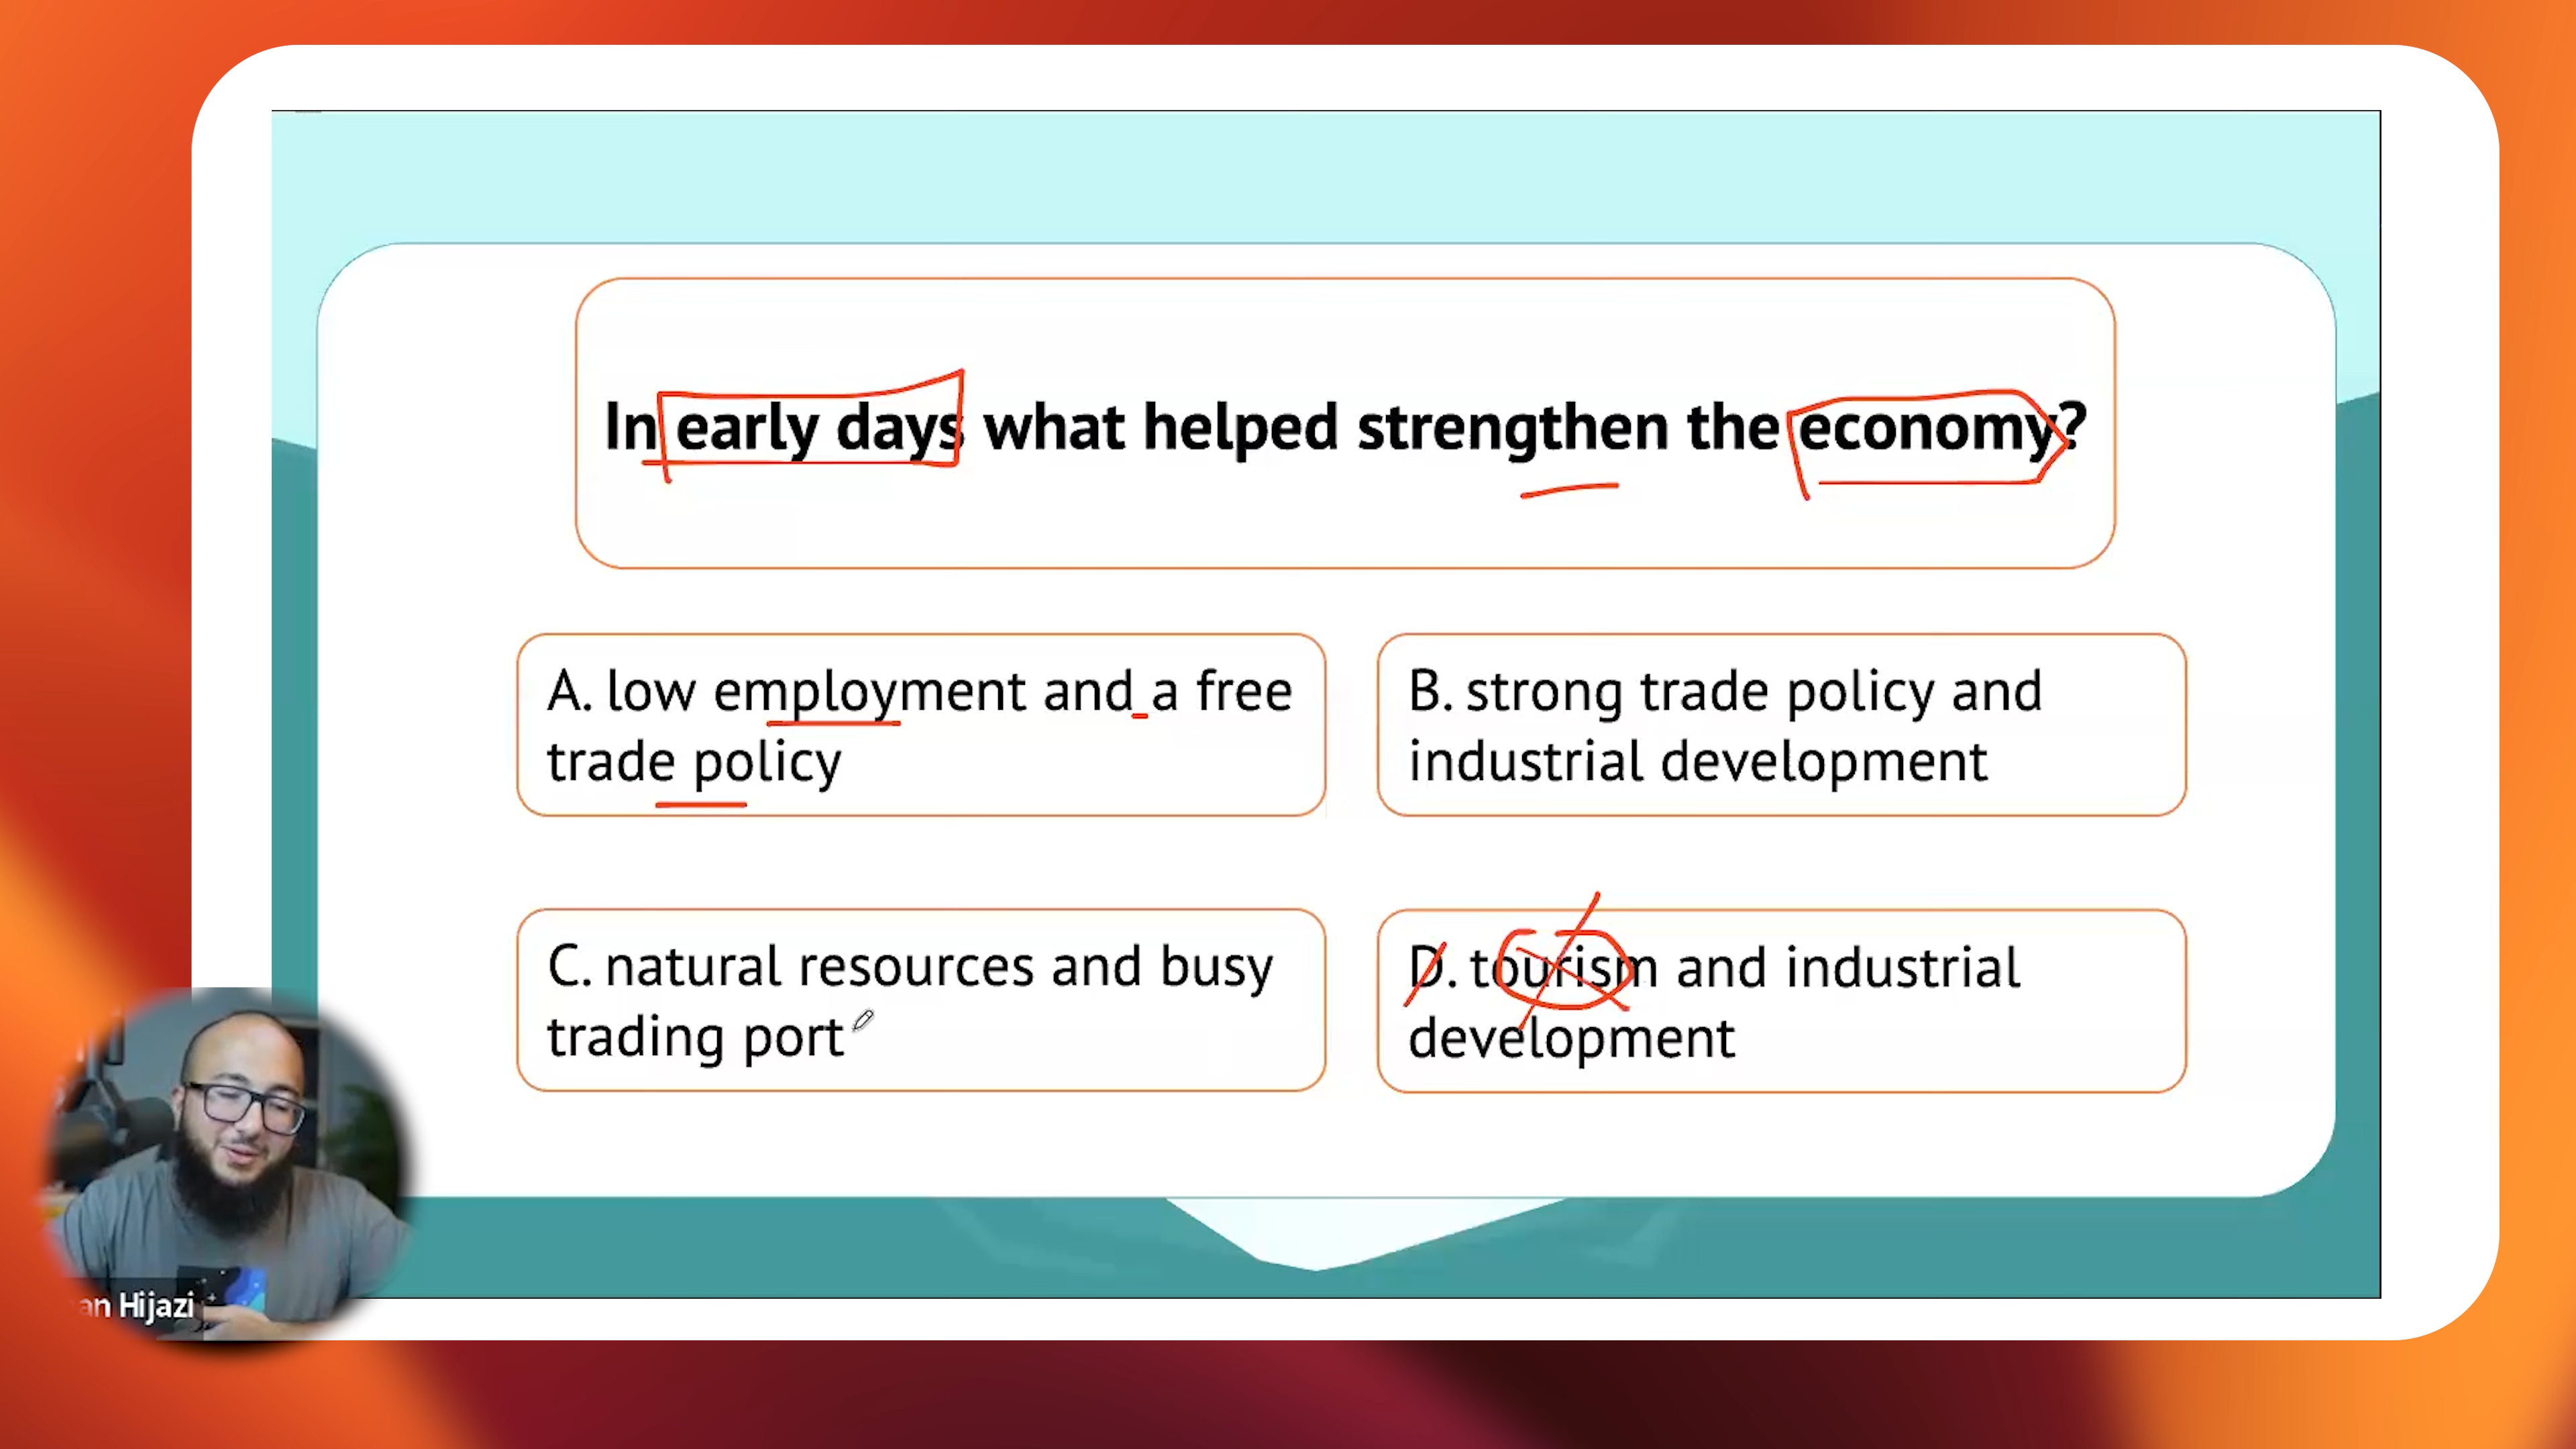 In early days what helped strengthen the economy?
A. low employment and a free
trade policy
B. strong trade policy and
industrial development
C. natural resources and busy
trading port
D. tourism and industrial
development
an Hijazi